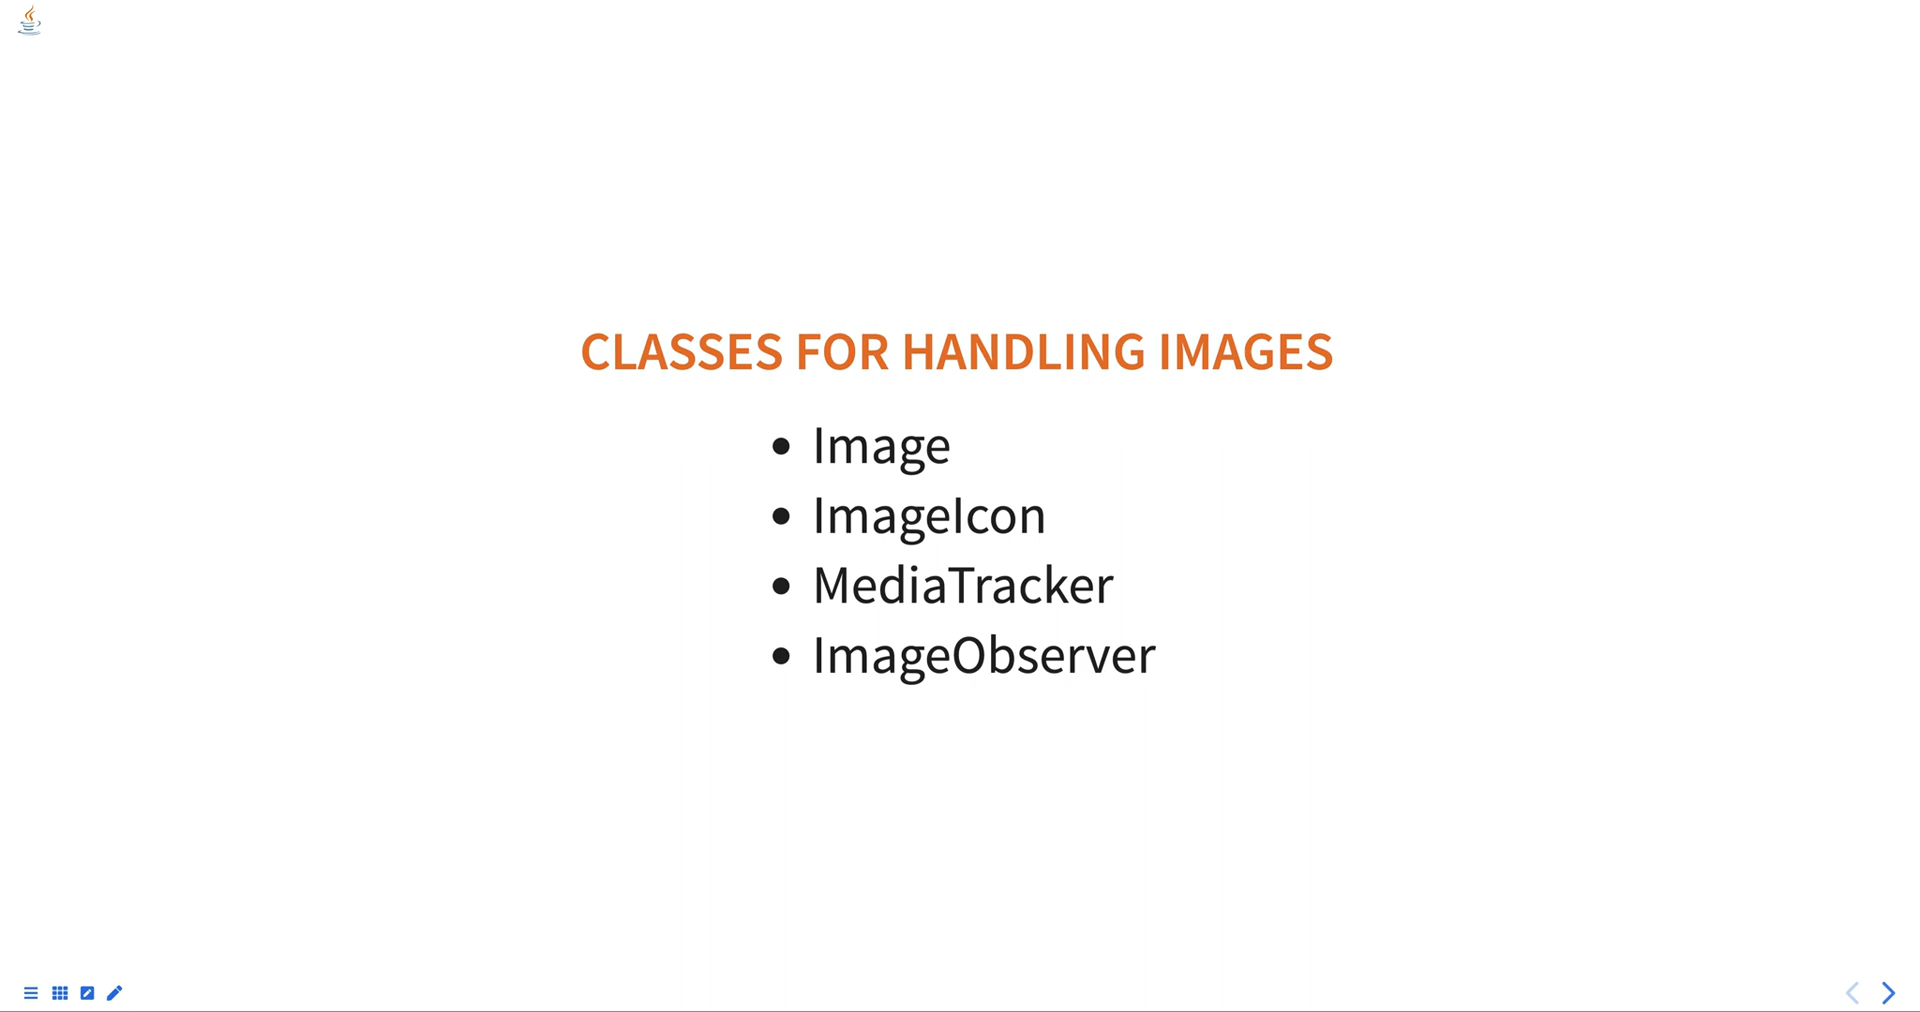 CLASSES FOR HANDLING IMAGES
Image
ImageIcon
MediaTracker
ImageObserver